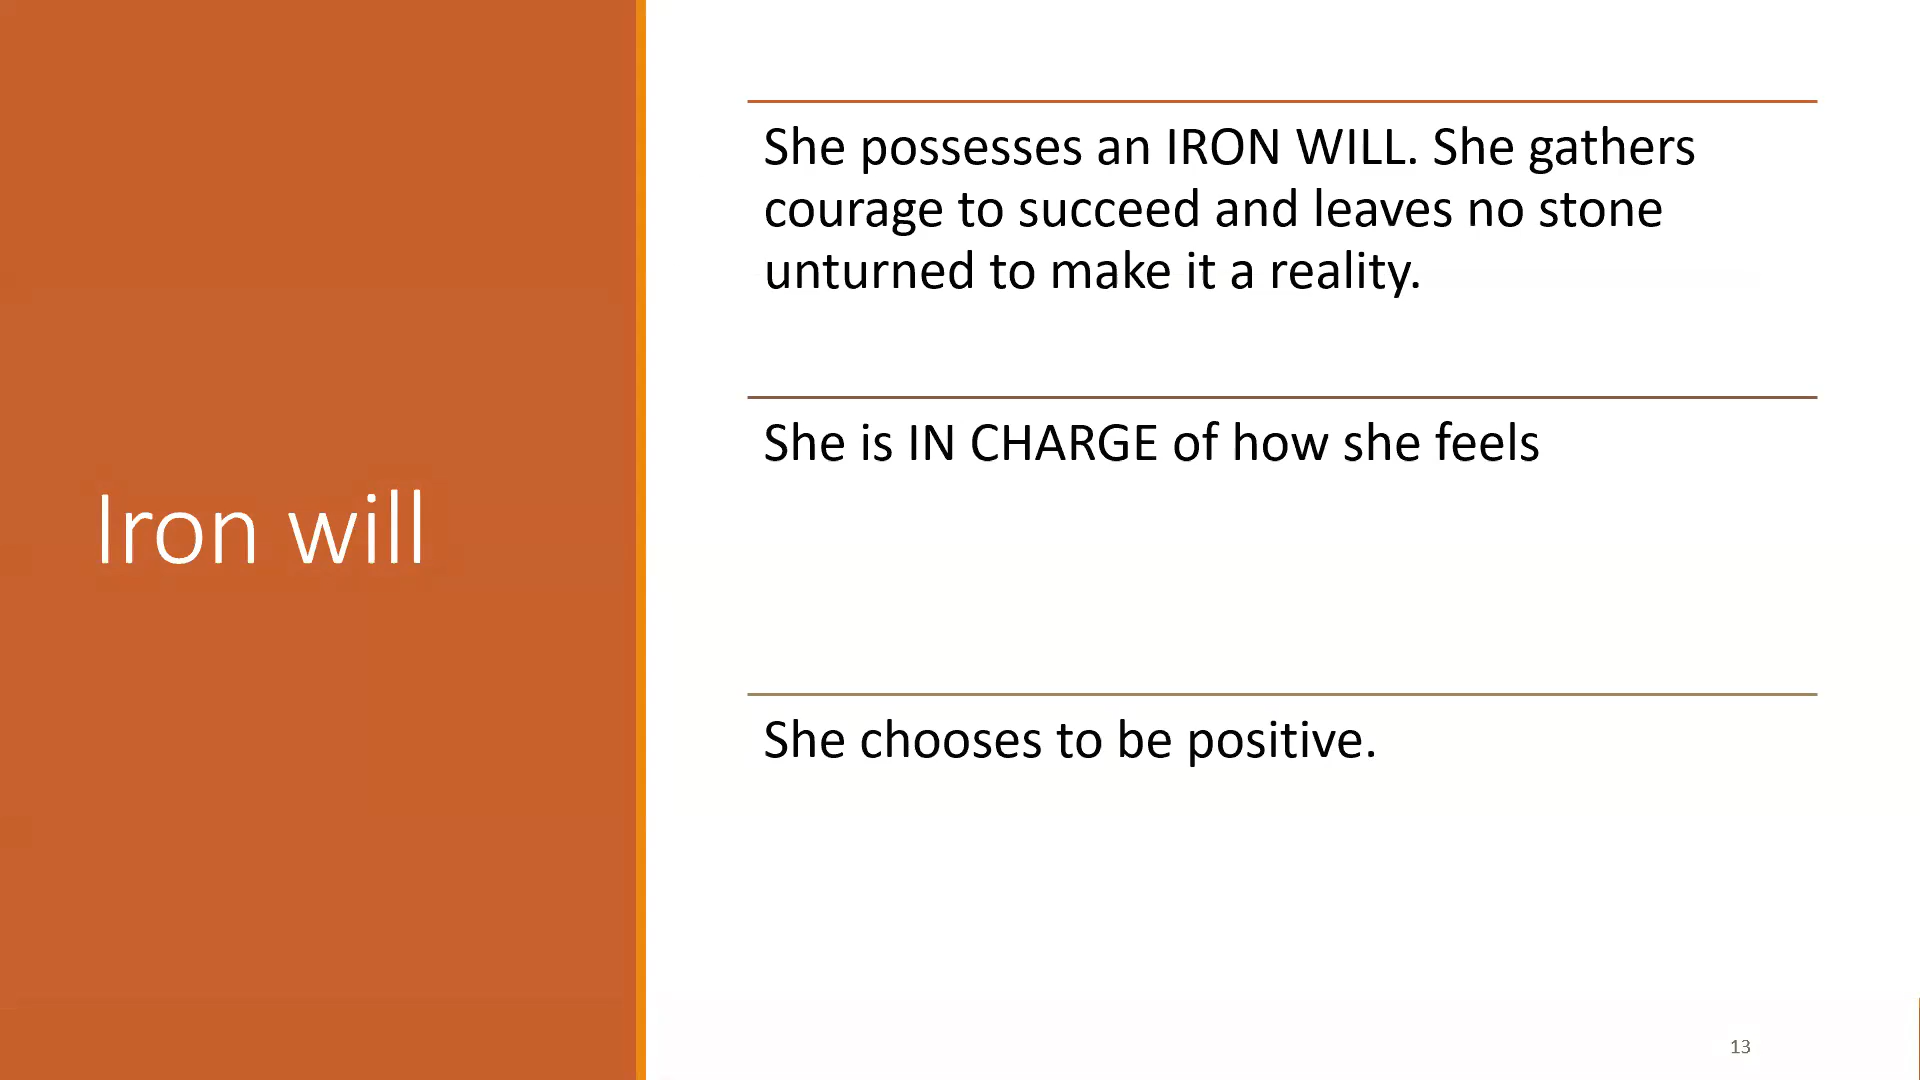 Iron will
She possesses an IRON WILL. She gathers
courage to succeed and leaves no stone
unturned to make it a reality.
She is IN CHARGE of how she feels
She chooses to be positive.
13